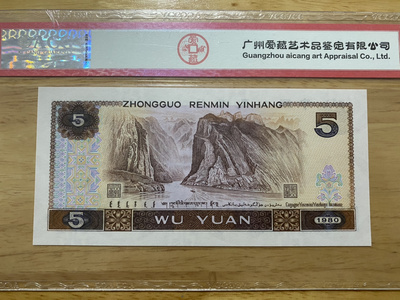 广州爱藏艺术品鉴定有限公司
Guangzhou aicang art Appraisal Co., Ltd.
ZHONGGUO RENMIN YINHANG
5 5
5 WU YUAN 1980